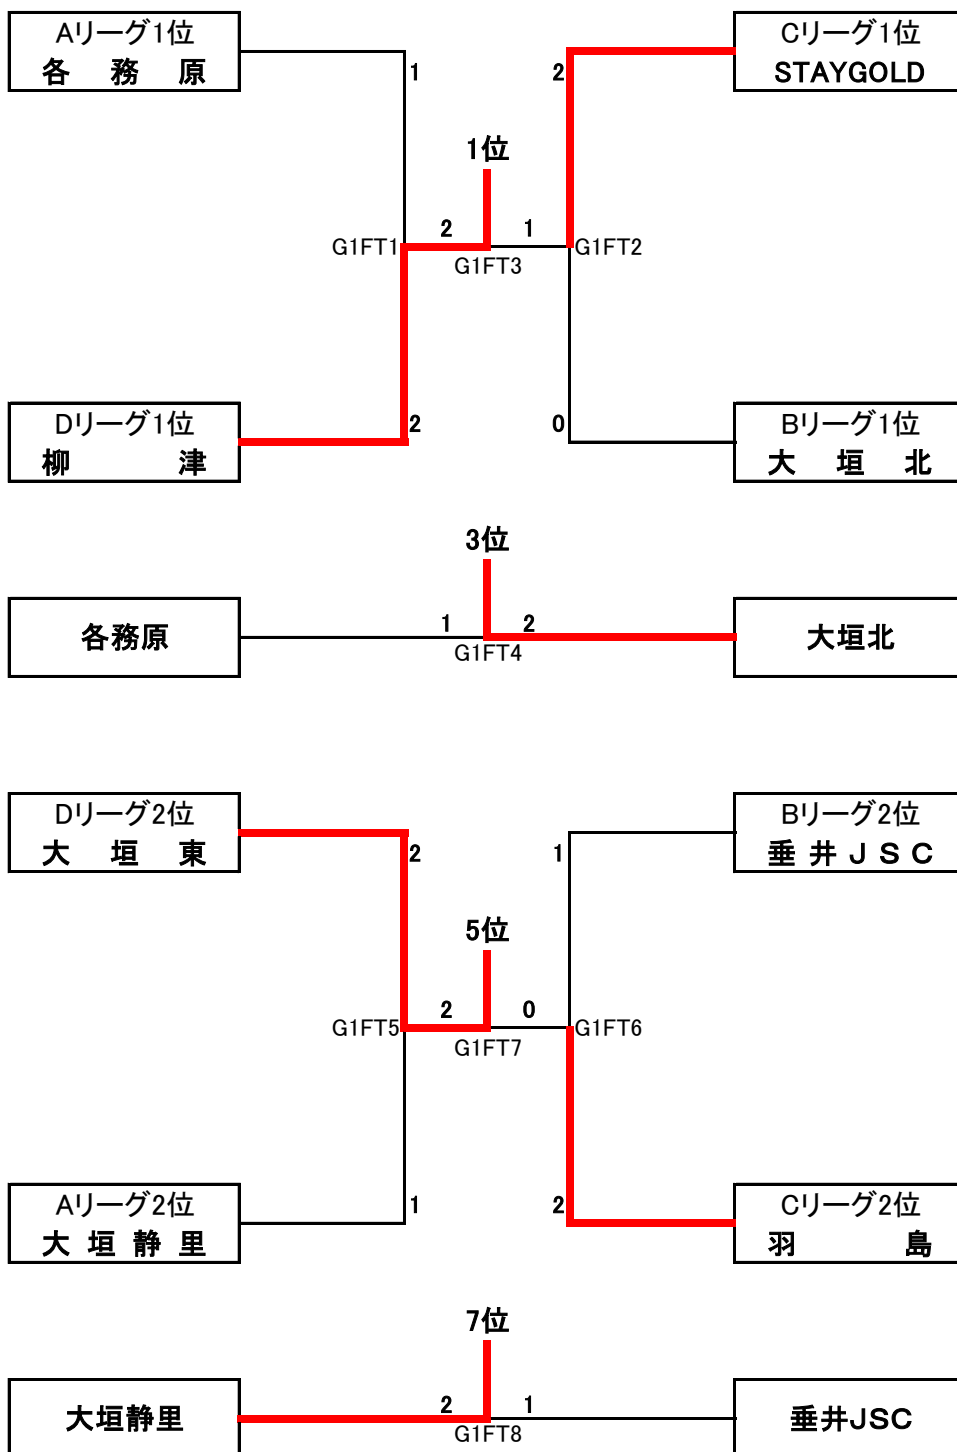 Aリーグ1位
各務原
Cリーグ1位
STAYGOLD
1
2
1位
2
1
G1FT1
G1FT3
G1FT2
2
0
Dリーグ1位
柳津
Bリーグ1位
大垣北
3位
各務原
1
2
大垣北
G1FT4
Dリーグ2位
大垣東
Bリーグ2位
垂井JSC
2
1
5位
2
0
G1FT5
G1FT7
G1FT6
1
2
Aリーグ2位
大垣静里
Cリーグ2位
羽島
7位
大垣静里
2
1
垂井JSC
G1FT8